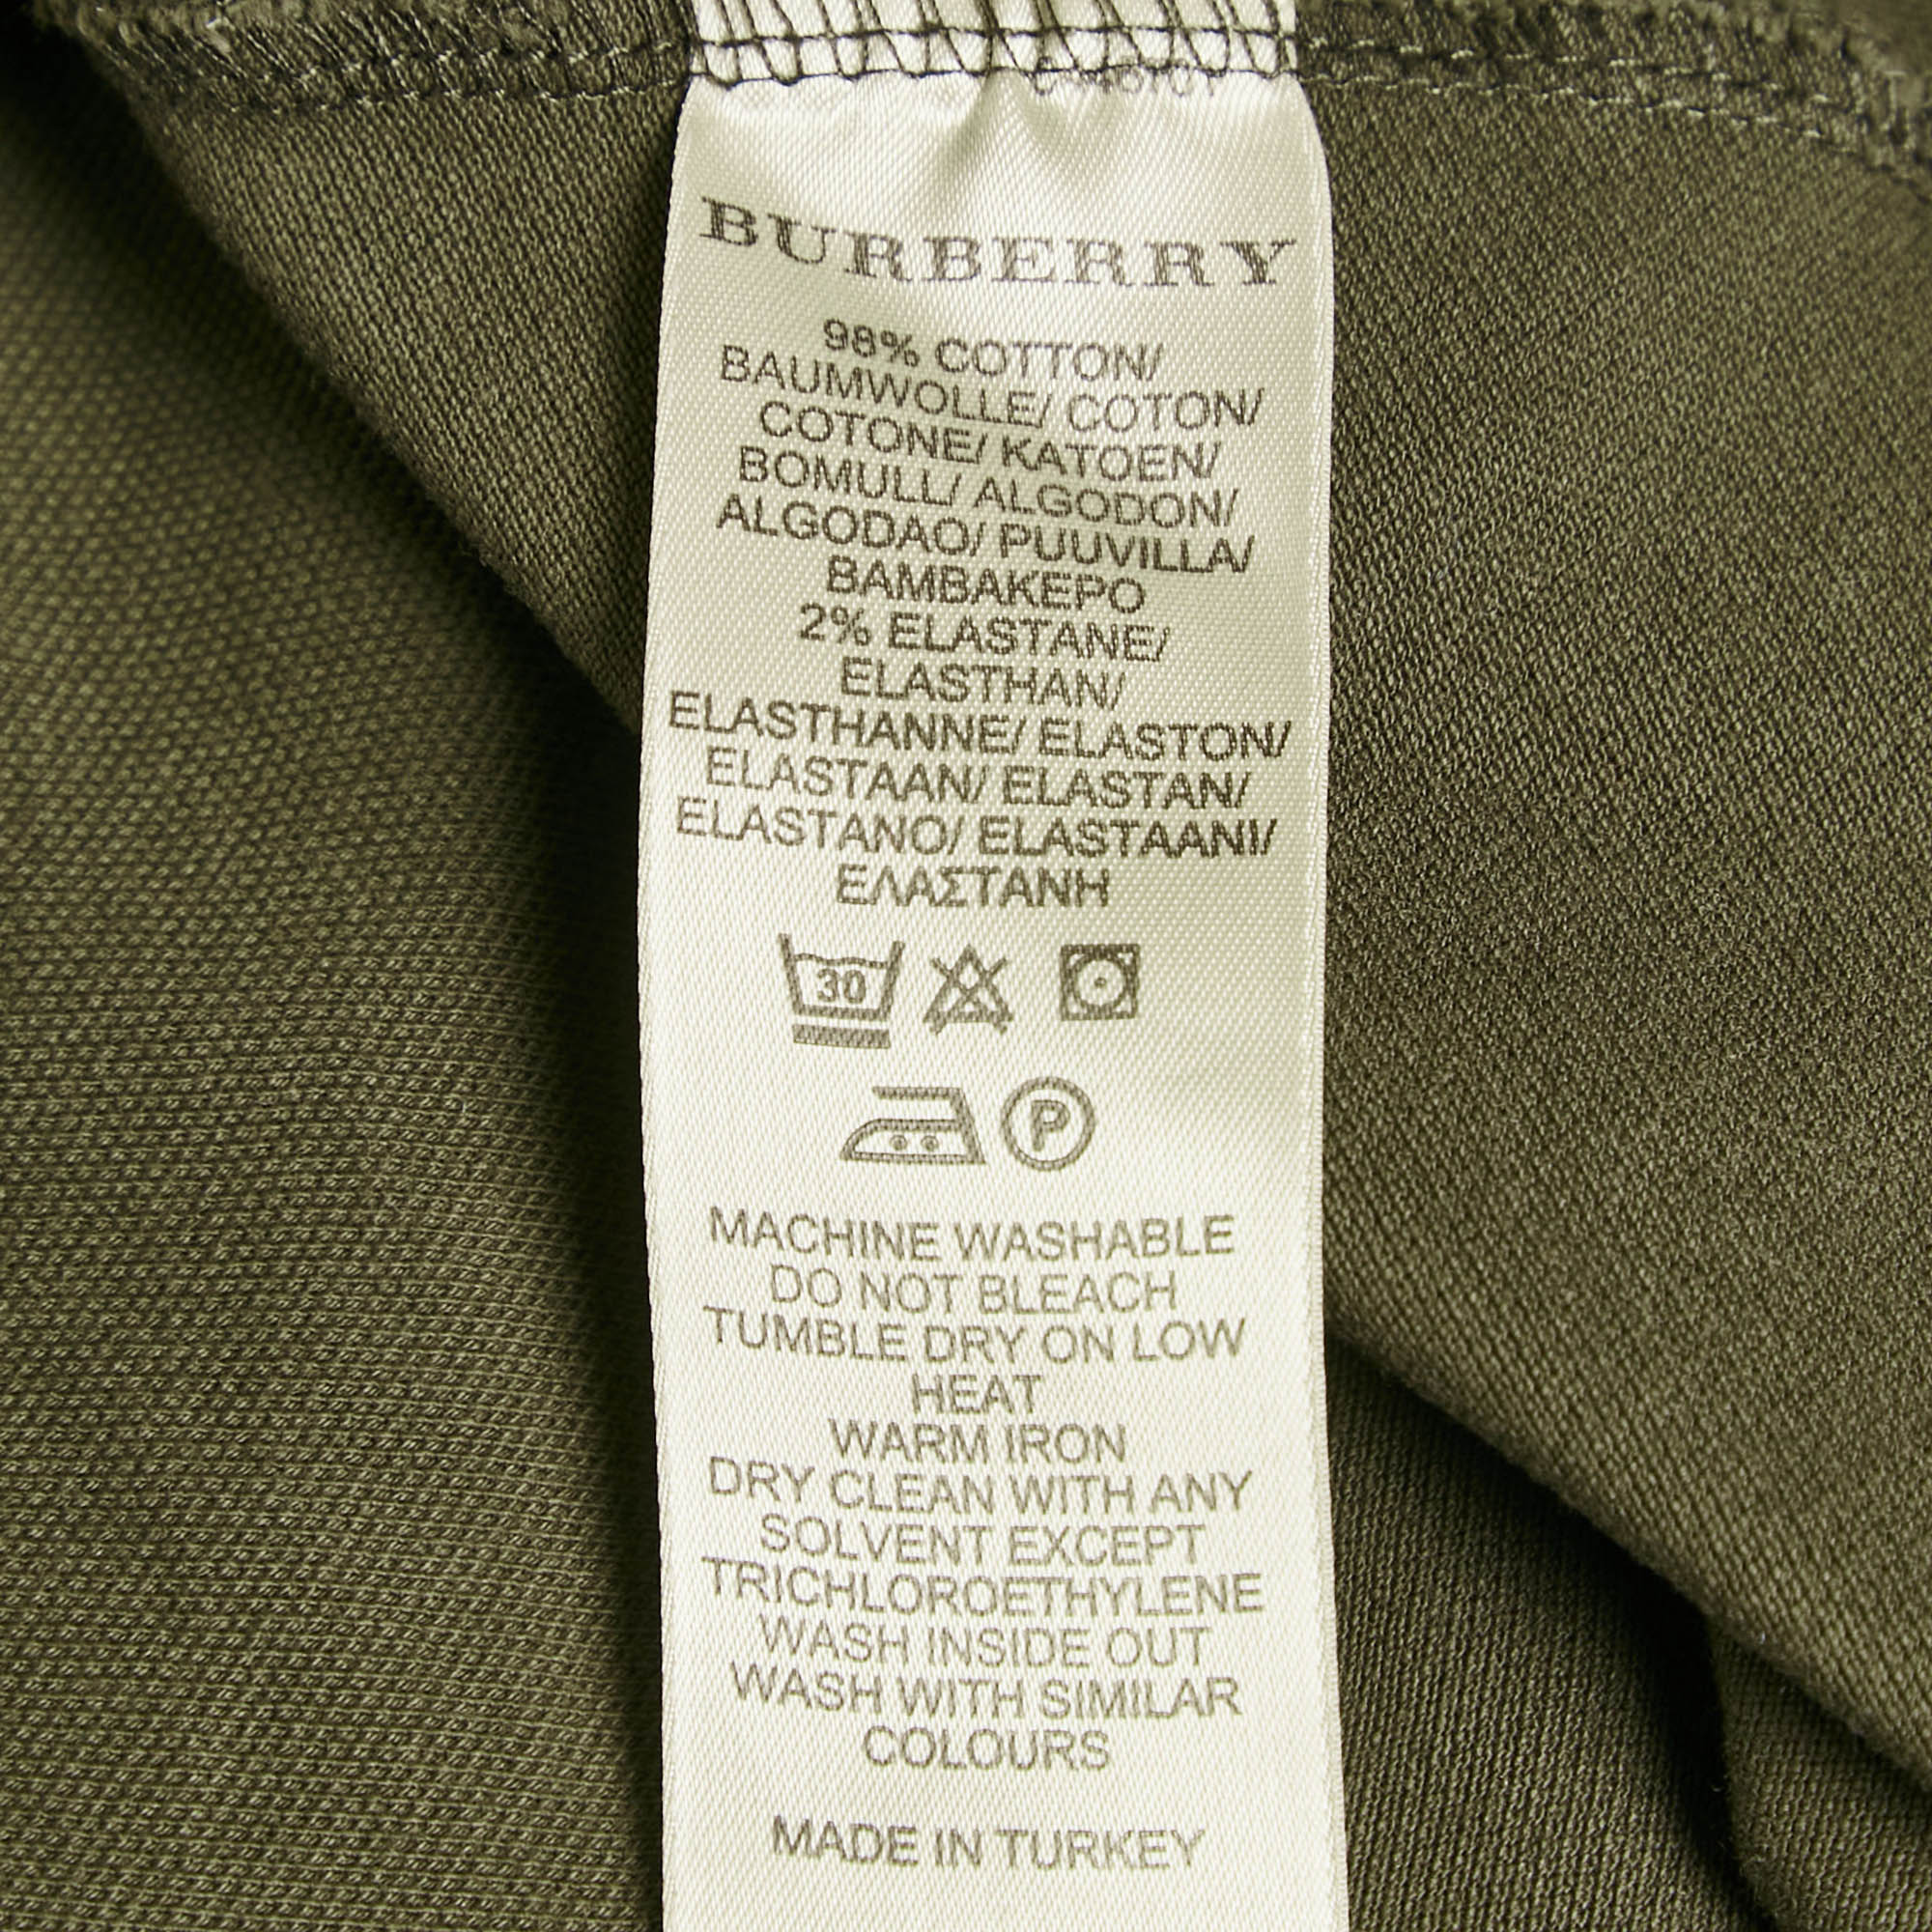 BURBERRY
98% COTTON/
BAUMWOLLE/ COTON/
COTONE/ KATOEN/
BOMULL/ ALGODON/
ALGODAO/ PUUVILLA/
BAMBAKEPO
2% ELASTANE/
ELASTHAN/
ELASTHANNE/ ELASTON/
ELASTAAN/ ELASTAN/
ELASTANO/ ELASTAANI/
ΕΛΑΣΤΑΝΗ
30
P
MACHINE WASHABLE
DO NOT BLEACH
TUMBLE DRY ON LOW
HEAT
WARM IRON
DRY CLEAN WITH ANY
SOLVENT EXCEPT
TRICHLOROETHYLENE
WASH INSIDE OUT
WASH WITH SIMILAR
COLOURS
MADE IN TURKEY